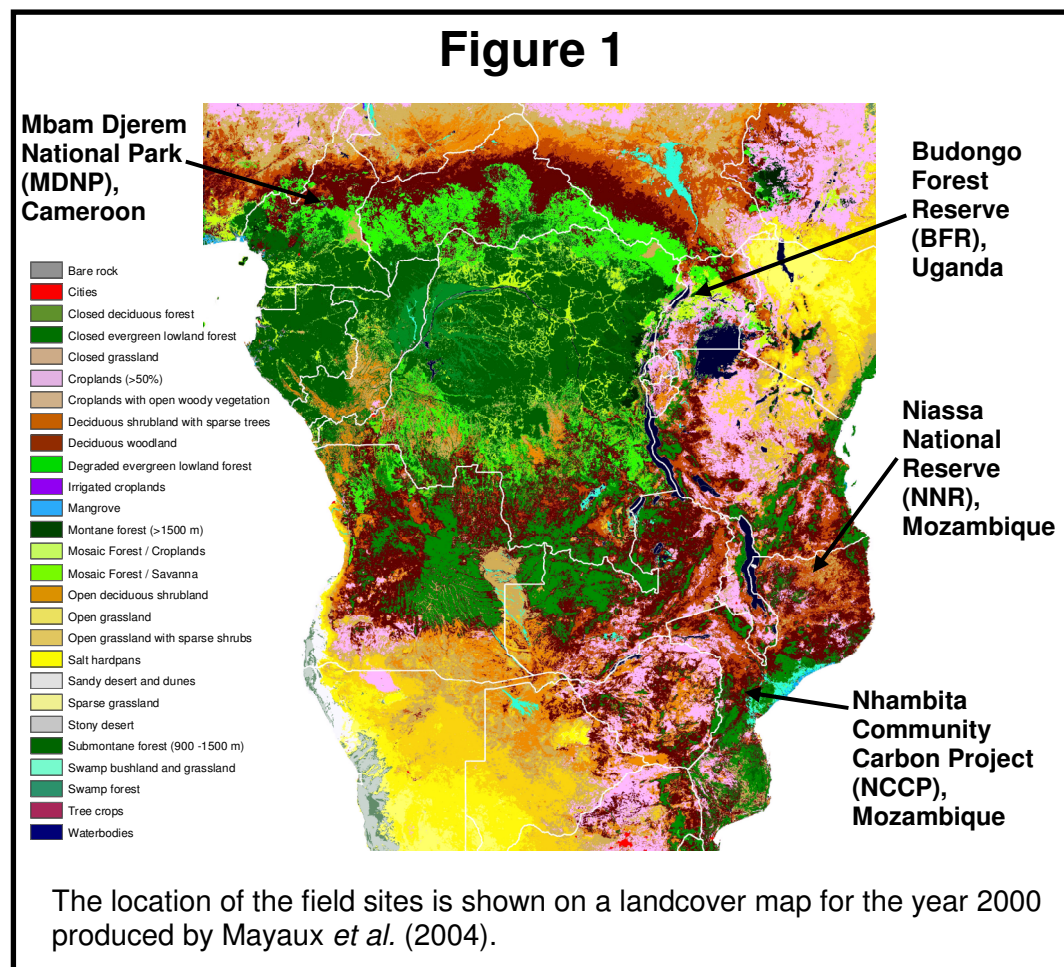 Figure 1
Mbam Djerem
National Park
(MDNP),
Cameroon
Budongo
Forest
Reserve
(BFR),
Uganda
Bare rock
Cities
Closed deciduous forest
Closed evergreen lowland forest
Closed grassland
Croplands (>50%)
Croplands with open woody vegetation
Deciduous shrubland with sparse trees
Deciduous woodland
Degraded evergreen lowland forest
Irrigated croplands
Mangrove
Montane forest (>1500 m)
Mosaic Forest / Croplands
Mosaic Forest / Savanna
Open deciduous shrubland
Open grassland
Open grassland with sparse shrubs
Salt hardpans
Sandy desert and dunes
Sparse grassland
Stony desert
Submontane forest (900 -1500 m)
Swamp bushland and grassland
Swamp forest
Tree crops
Waterbodies
Niassa
National
Reserve
(NNR),
Mozambique
Nhambita
Community
Carbon Project
(NCCP),
Mozambique
The location of the field sites is shown on a landcover map for the year 2000
produced by Mayaux et al. (2004).